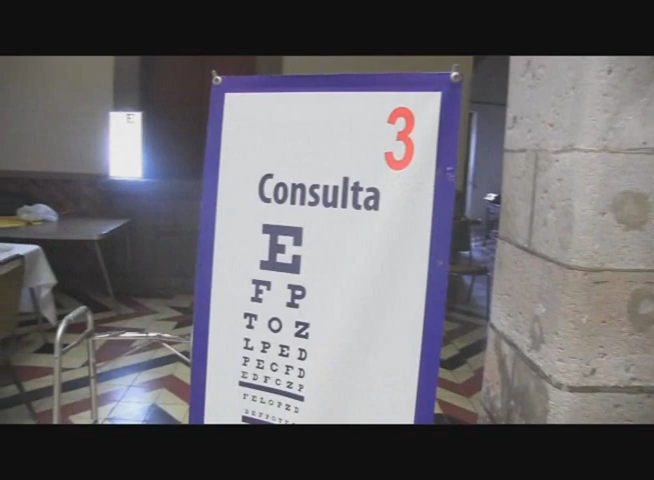 3
Consulta
E
F P
T O Z
L P E D
P E C F D
E D F C Z P
F E L O P Z D
E